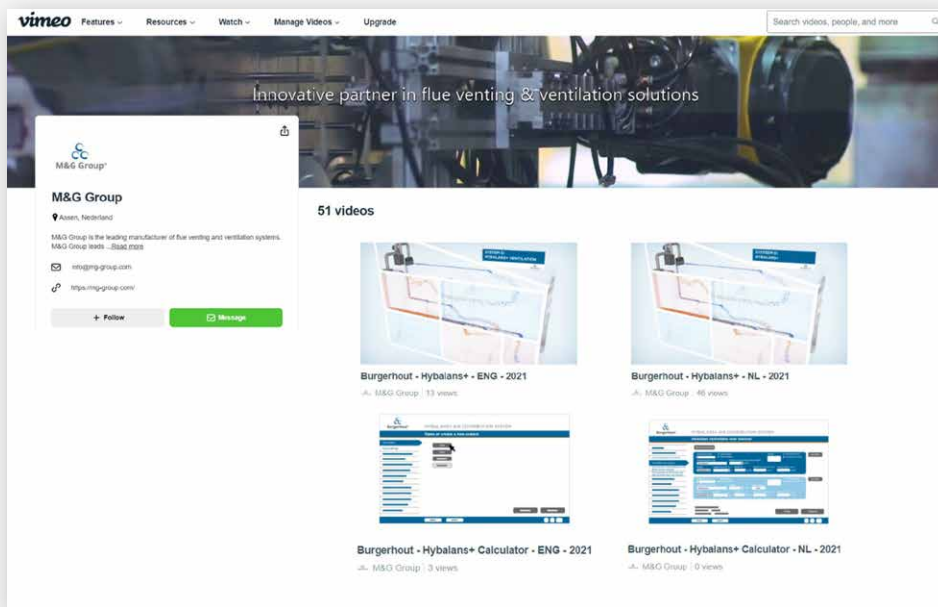 vimeo Features Resources Watch Manage Videos Upgrade
Search videos, people, and more
Innovative partner in flue venting & ventilation solutions
M&G Group
M&G Group
Assen, Nederland
M&G Group is the leading manufacturer of flue venting and ventilation systems.
M&G Group leads ...Read more
info@mg-group.com
https://mg-group.com/
+ Follow
Message
51 videos
Burgerhout - Hybalans+ - ENG - 2021
M&G Group 13 views
Burgerhout - Hybalans+ - NL - 2021
M&G Group 46 views
Burgerhout - Hybalans+ Calculator - ENG - 2021
M&G Group 3 views
Burgerhout - Hybalans+ Calculator - NL - 2021
M&G Group 0 views